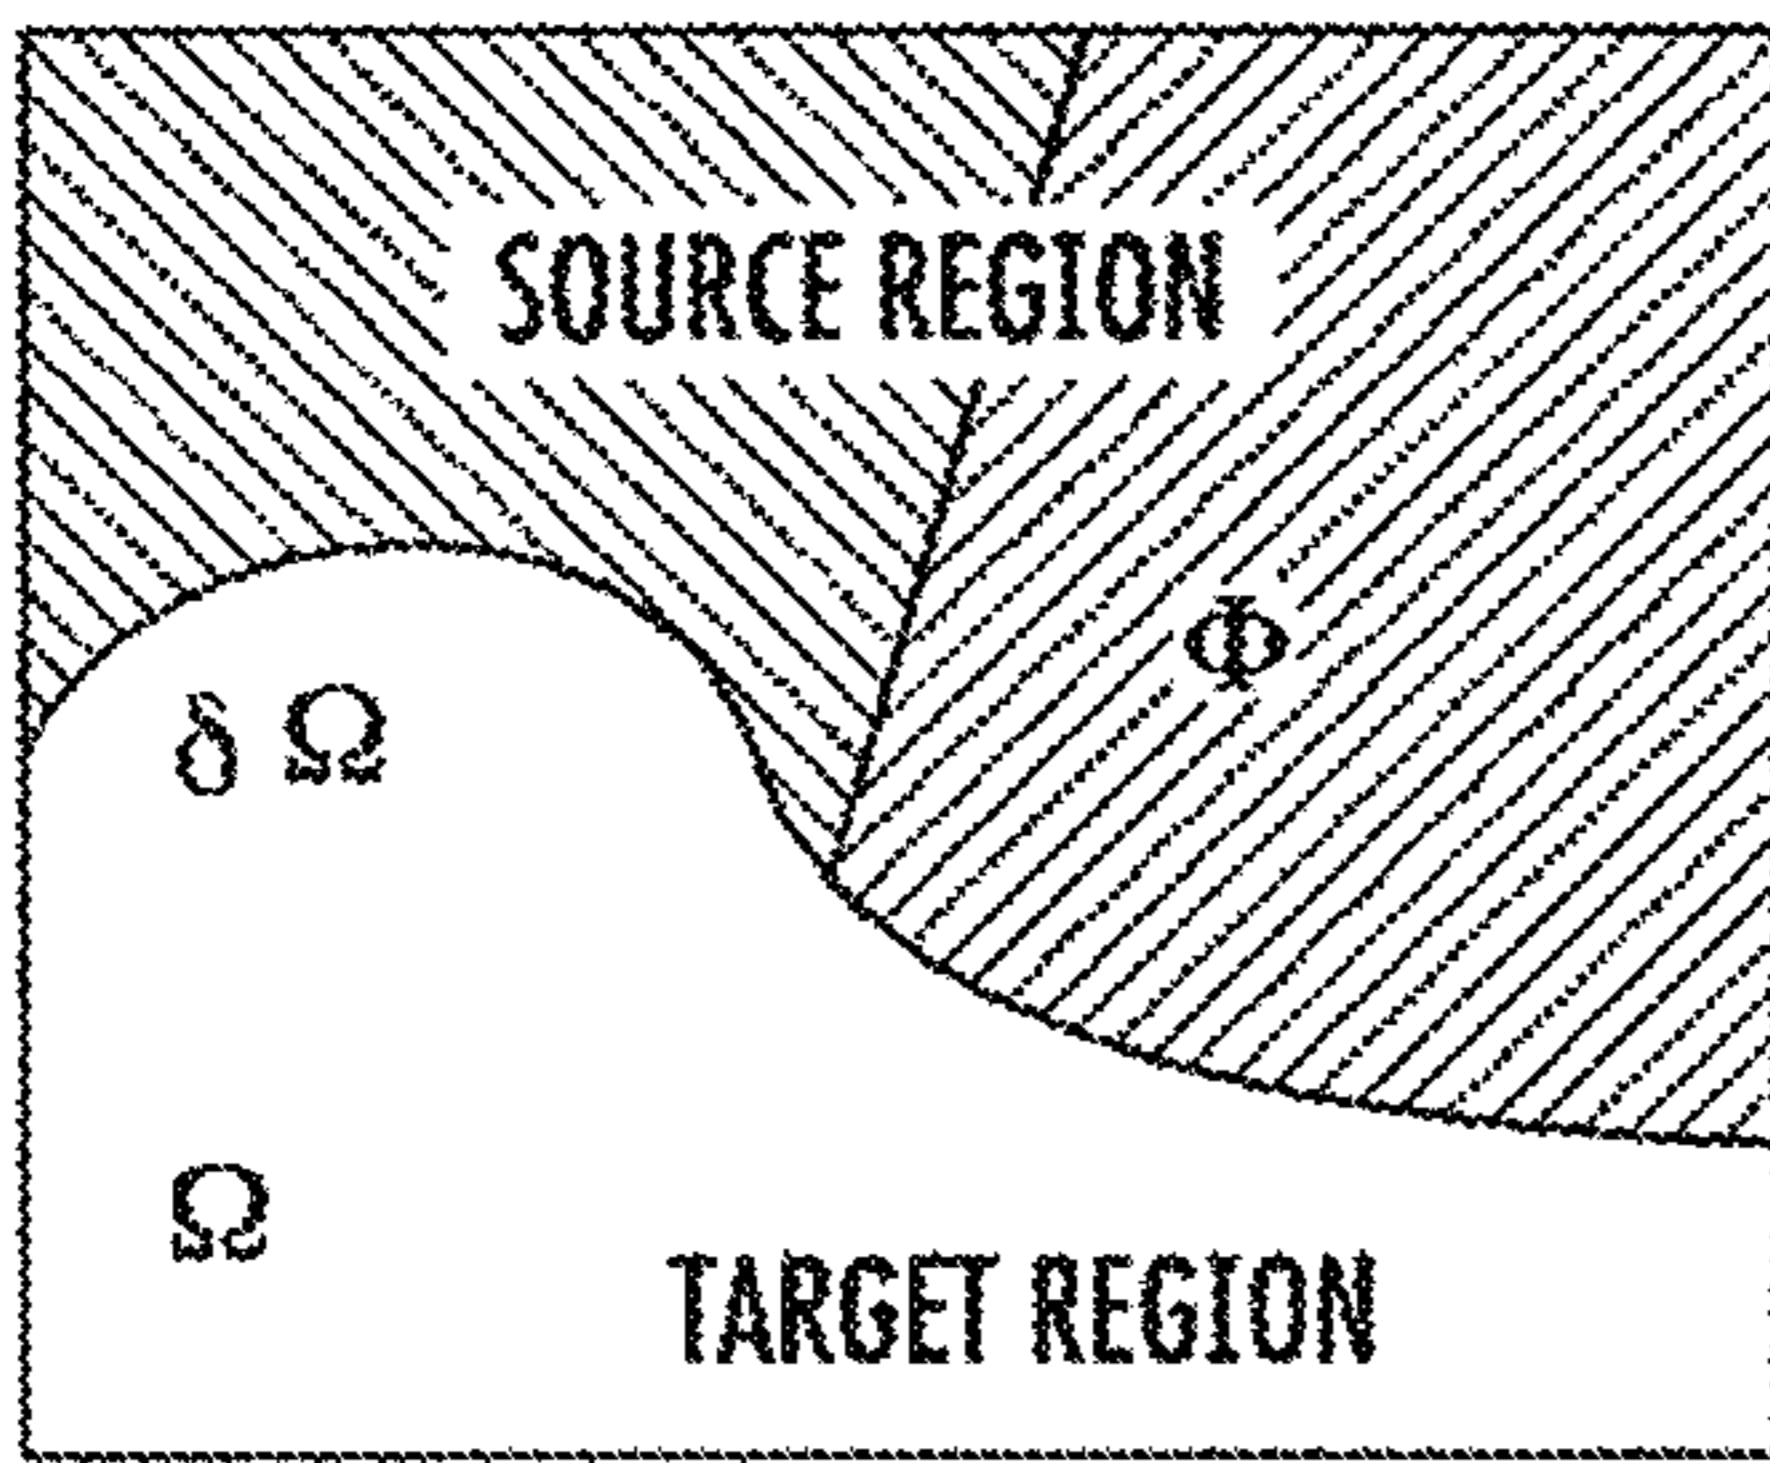 SOURCE REGION
Φ
δ Ω
Ω
TARGET REGION